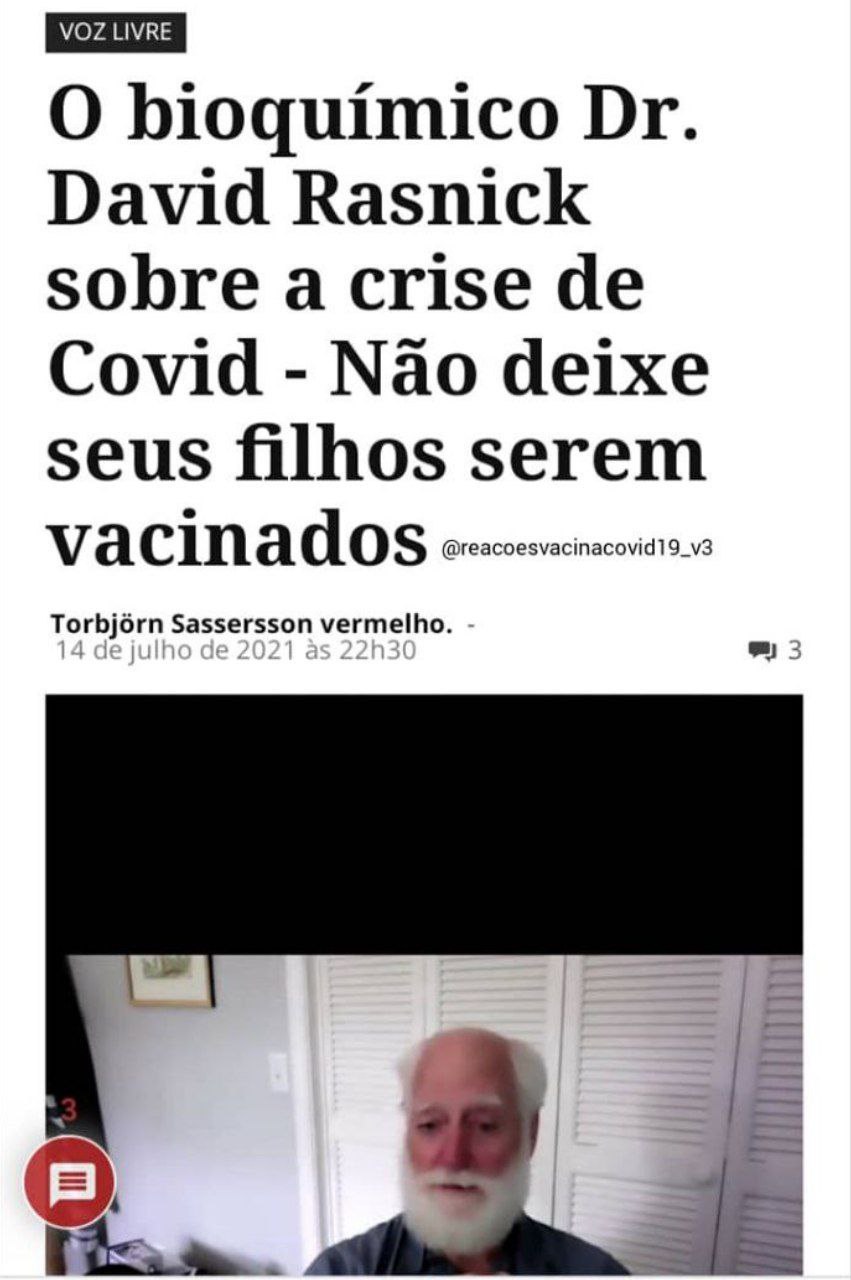 VOZ LIVRE
O bioquímico Dr.
David Rasnick
sobre a crise de
Covid - Não deixe
seus filhos serem
vacinados @reacoesvacinacovid19_v3
Torbjörn Sassersson vermelho. -
14 de julho de 2021 às 22h30 3
3